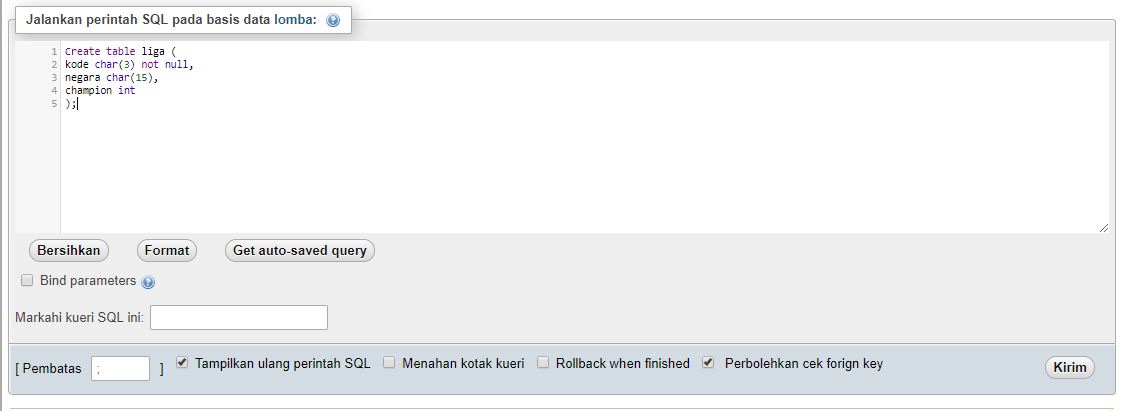 Jalankan perintah SQL pada basis data lomba:
1 Create table liga (
2 kode char(3) not null,
3 negara char(15),
4 champion int
5 );
Bersihkan Format Get auto-saved query
Bind parameters
Markahi kueri SQL ini:
[ Pembatas ; ] Tampilkan ulang perintah SQL Menahan kotak kueri Rollback when finished Perbolehkan cek forign key Kirim